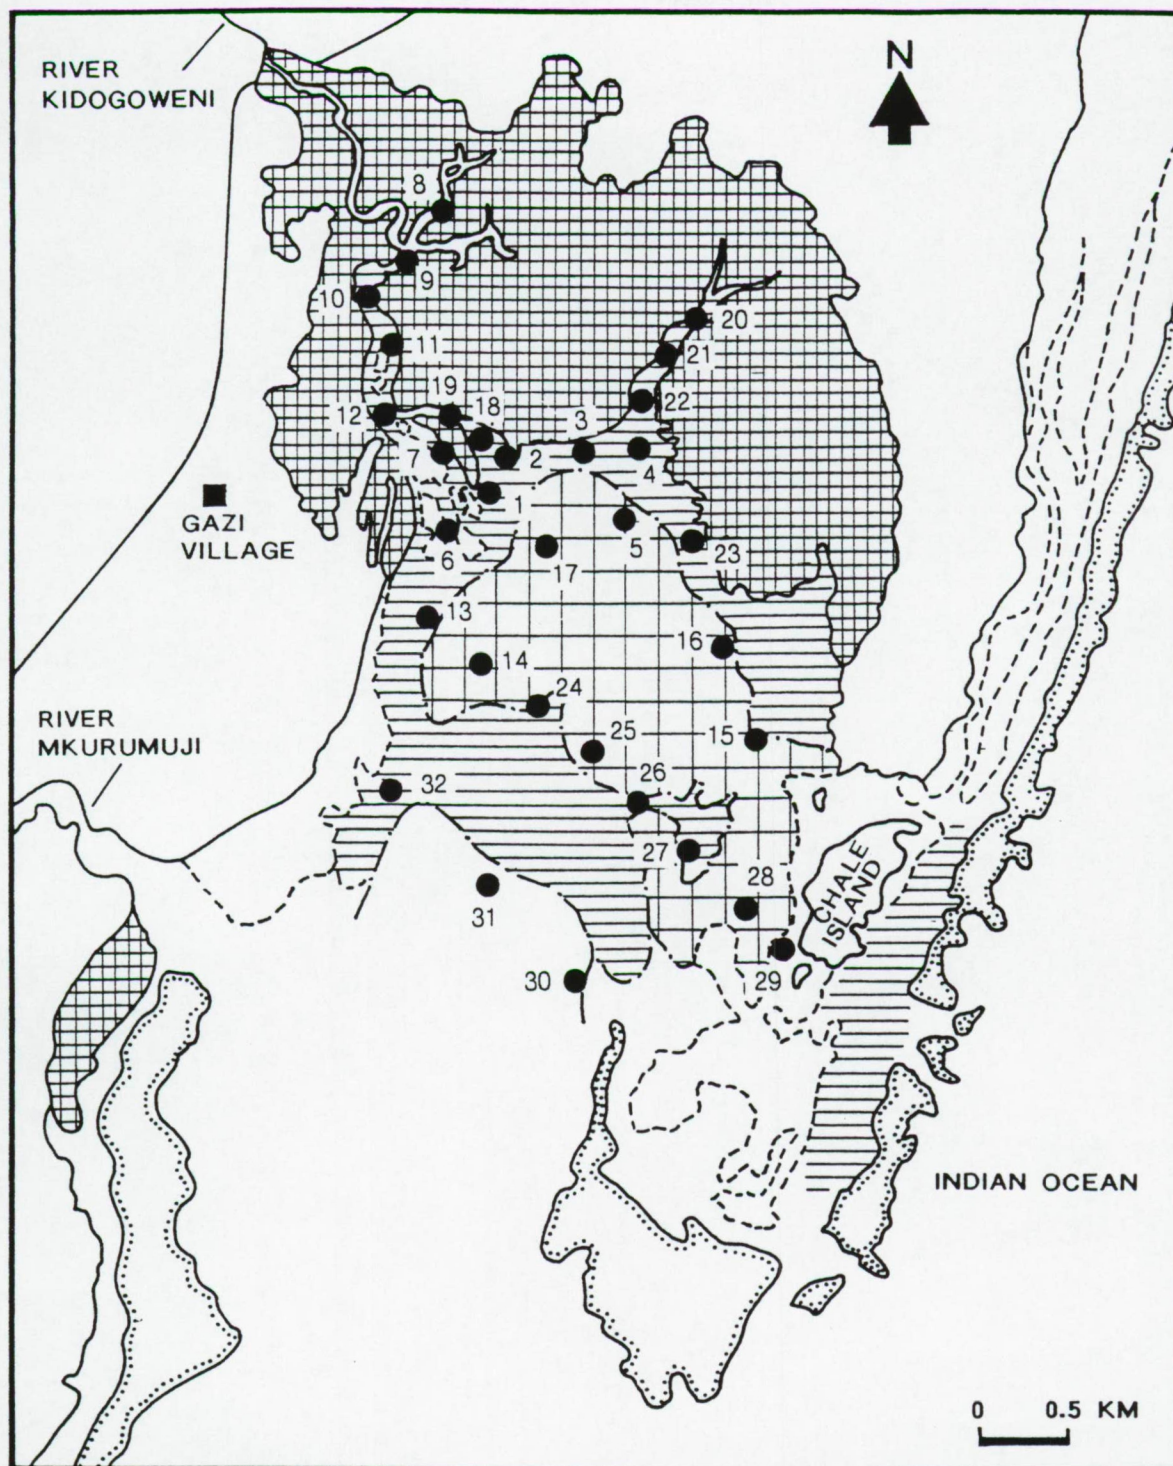 RIVER
KIDOGOWENI
N
8
9
10
11
20
21
19
18
12
3
22
7
2
4
1
5
6
17
23
13
16
14
24
GAZI
VILLAGE
RIVER
MKURUMUJI
25
15
26
32
27
28
31
CHALE
ISLAND
30
29
INDIAN OCEAN
0 0.5 KM